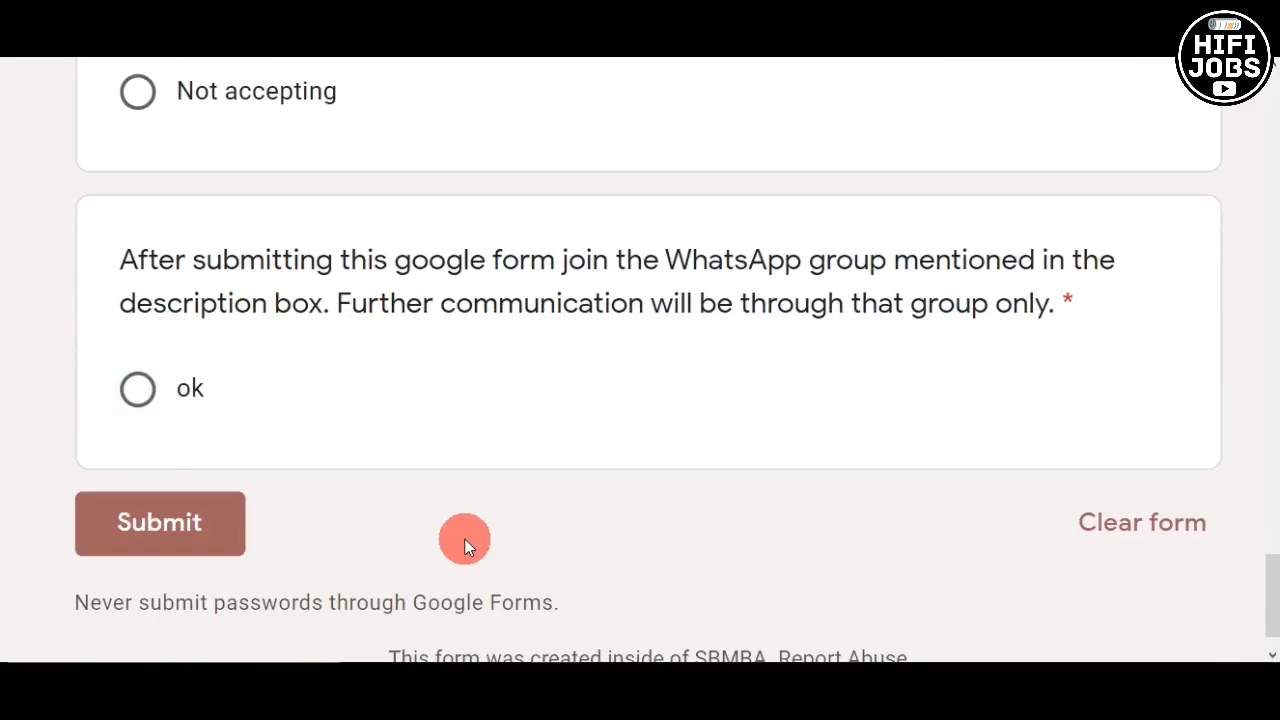 HIFI
JOBS
Not accepting
After submitting this google form join the WhatsApp group mentioned in the
description box. Further communication will be through that group only. *
ok
Submit
Clear form
Never submit passwords through Google Forms.
This form was created inside of SBMBA. Report Abuse